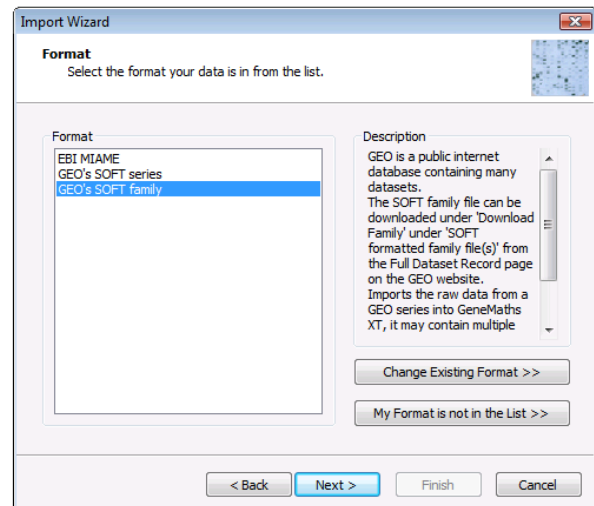 Import Wizard
Format
Select the format your data is in from the list.
Format
EBI MIAME
GEO's SOFT series
GEO's SOFT family
Description
GEO is a public internet
database containing many
datasets.
The SOFT family file can be
downloaded under 'Download
Family' under 'SOFT
formatted family file(s)' from
the Full Dataset Record page
on the GEO website.
Imports the raw data from a
GEO series into GeneMaths
XT, it may contain multiple
Change Existing Format >>
My Format is not in the List >>
< Back Next > Finish Cancel